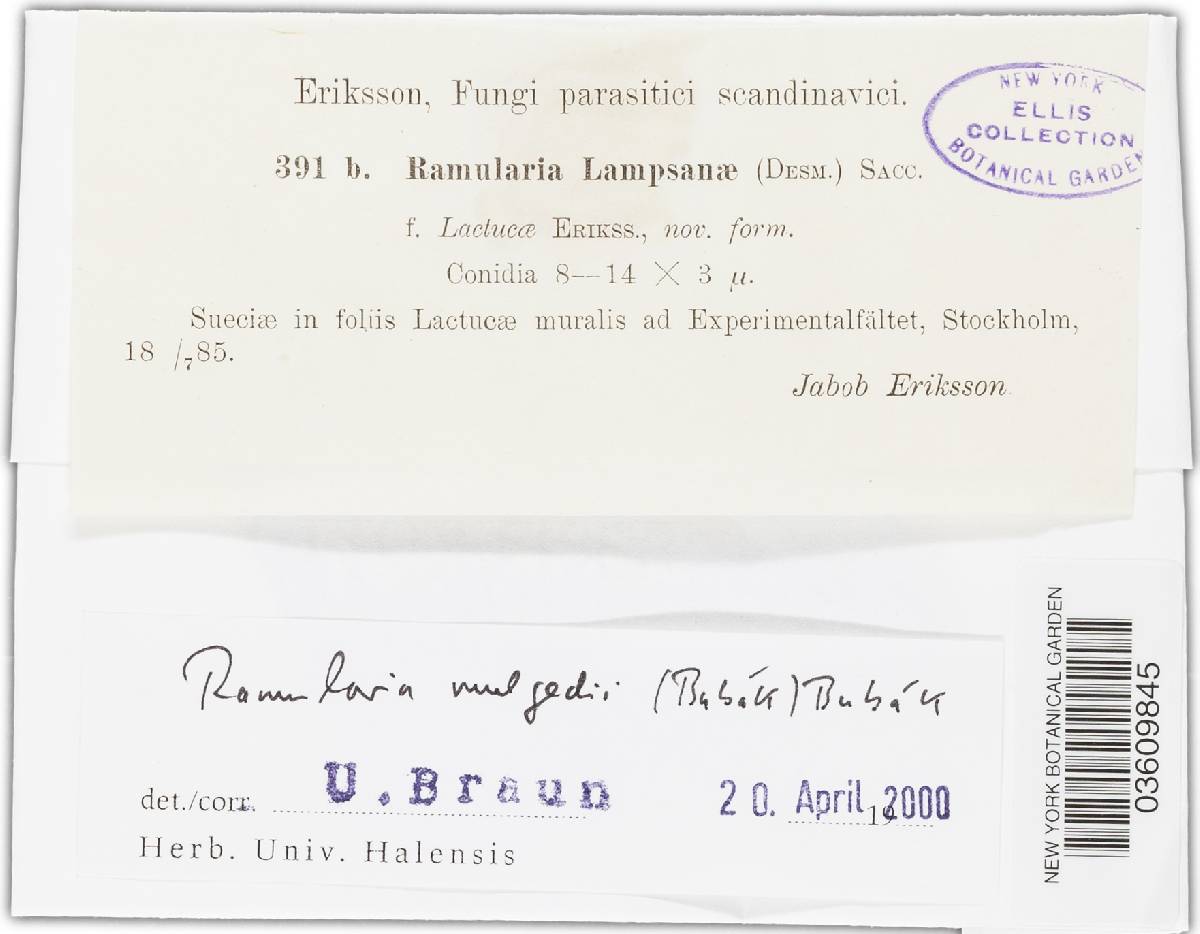 Eriksson, Fungi parasitici scandinavici.
NEW YORK
ELLIS
COLLECTION
BOTANICAL GARDEN
391 b. Ramularia Lampsanæ (DESM.) SACC.
f. Lactucæ ERIKSS., nov. form.
Conidia 8—14 × 3 µ.
Sueciæ in foliis Lactucæ muralis ad Experimentalfältet, Stockholm,
18 /7 85.
Jabob Eriksson
Ramularia mulgedii (Bubák) Bubák
det./corr. U. Braun 20. April 19 2000
Herb. Univ. Halensis
NEW YORK BOTANICAL GARDEN
03609845